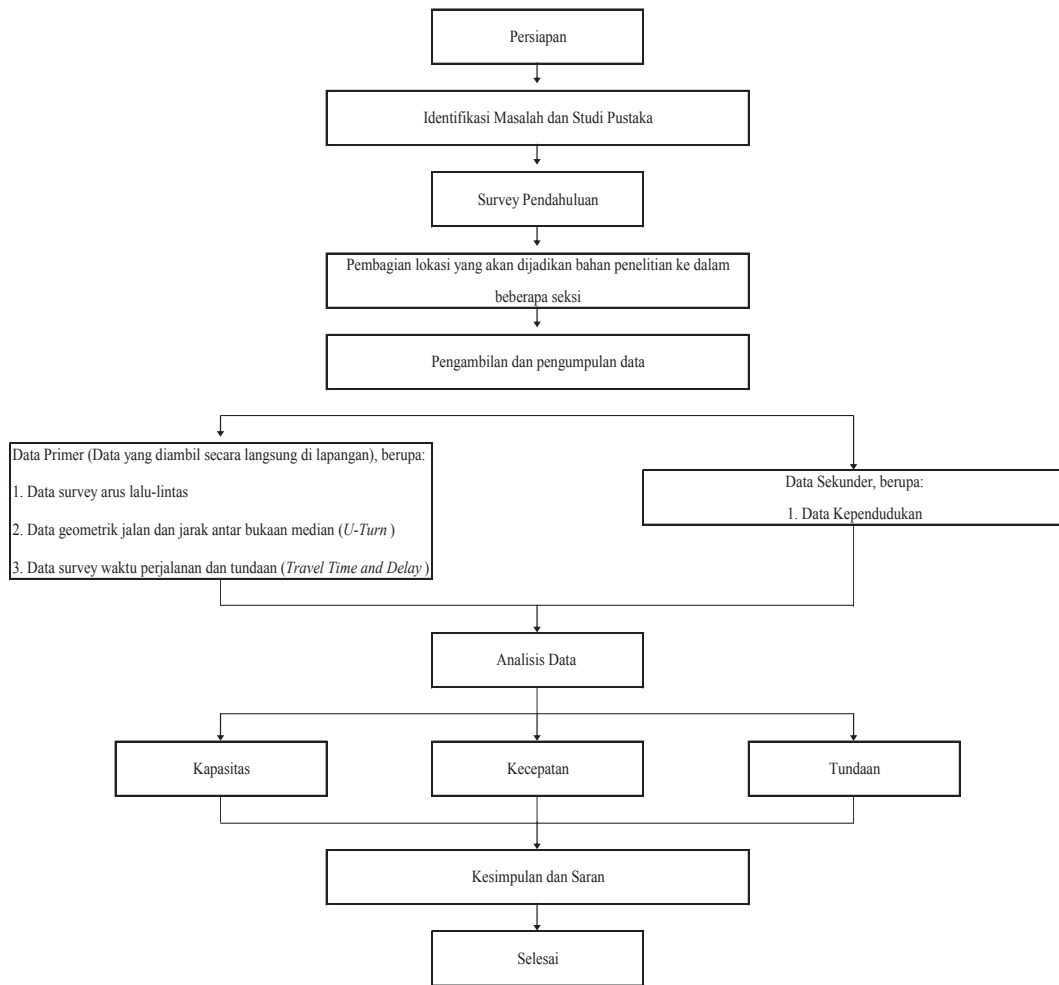 Persiapan
Identifikasi Masalah dan Studi Pustaka
Survey Pendahuluan
Pembagian lokasi yang akan dijadikan bahan penelitian ke dalam
beberapa seksi
Pengambilan dan pengumpulan data
Data Primer (Data yang diambil secara langsung di lapangan), berupa:
1. Data survey arus lalu-lintas
2. Data geometrik jalan dan jarak antar bukaan median (U-Turn )
3. Data survey waktu perjalanan dan tundaan (Travel Time and Delay )
Data Sekunder, berupa:
1. Data Kependudukan
Analisis Data
Kapasitas
Kecepatan
Tundaan
Kesimpulan dan Saran
Selesai